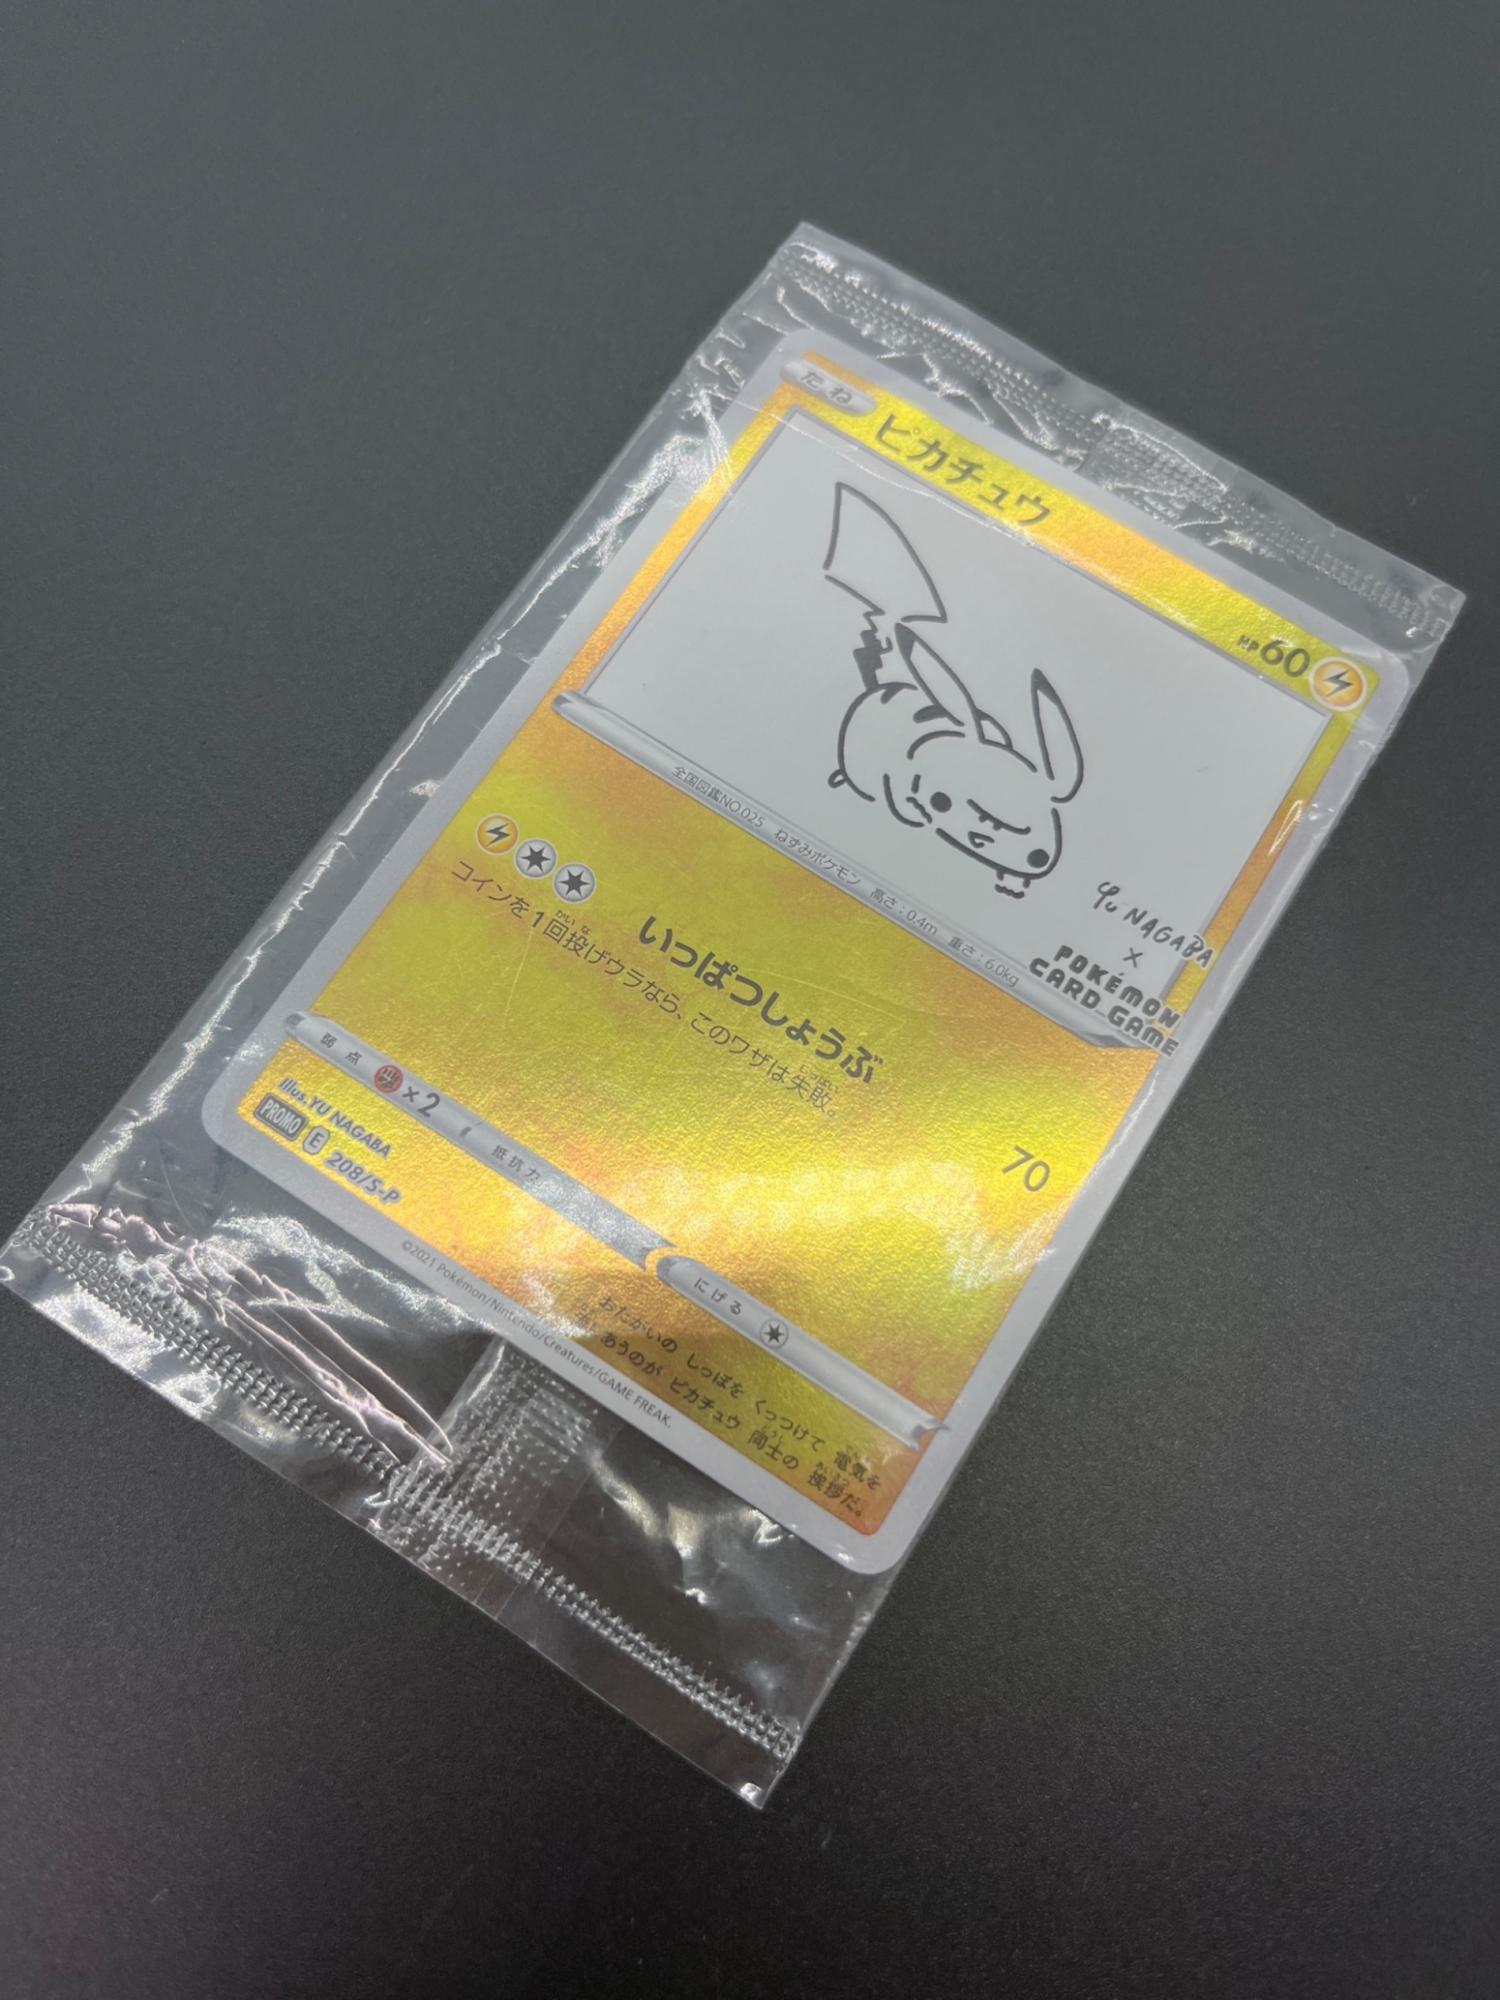 たね
ピカチュウ
HP60
Yu NAGABA
×
POKÉMON
CARD GAME
全国図鑑NO.025 ねずみポケモン 高さ:0.4m 重さ:6.0kg
いっぱつしょうぶ
70
コインを1回投げウラなら、このワザは失敗。
弱点 ×2 抵抗力
にげる
Illus.YU NAGABA
PROMO E 208/S-P
おたがいの しっぽを くっつけて 電気を
あうのが ピカチュウ 同士の 挨拶だ。
©2021 Pokémon/Nintendo/Creatures/GAME FREAK.